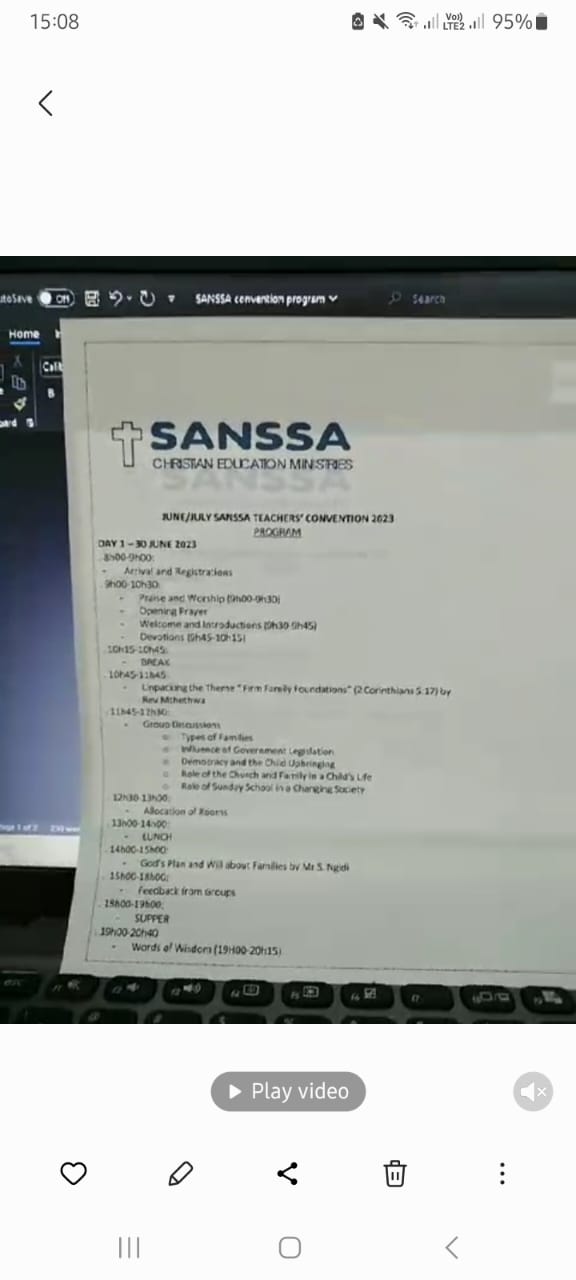 15:08
Vo))
LTE2
95%
utoSave
Off
SANSSA convention program
Search
Home
SANSSA
CHRISTIAN EDUCATION MINISTRIES
JUNE/JULY SANSSA TEACHERS' CONVENTION 2023
PROGRAM
DAY 1 – 30 JUNE 2023
8h00-9h00:
- Arrival and Registrations
9h00-10h30:
- Praise and Worship (9h00-9h30)
- Opening Prayer
- Welcome and Introductions (9h30-9h45)
- Devotions (9h45-10h15)
10h15-10h45:
- BREAK
10h45-11h45:
- Unpacking the Theme "Firm Family Foundations" (2 Corinthians 5:17) by
Rev Mthethwa
11h45-12h30:
- Group Discussions
o Types of Families
o Influence of Government Legislation
o Democracy and the Child Upbringing
o Role of the Church and Family in a Child's Life
o Role of Sunday School in a Changing Society
12h30-13h00:
- Allocation of Rooms
13h00-14h00:
- LUNCH
14h00-15h00:
- God's Plan and Will about Families by Mr S. Ngidi
15h00-18h00:
- Feedback from Groups
18h00-19h00:
- SUPPER
19h00-20h40
- Words of Wisdom (19H00-20h15)
Play video